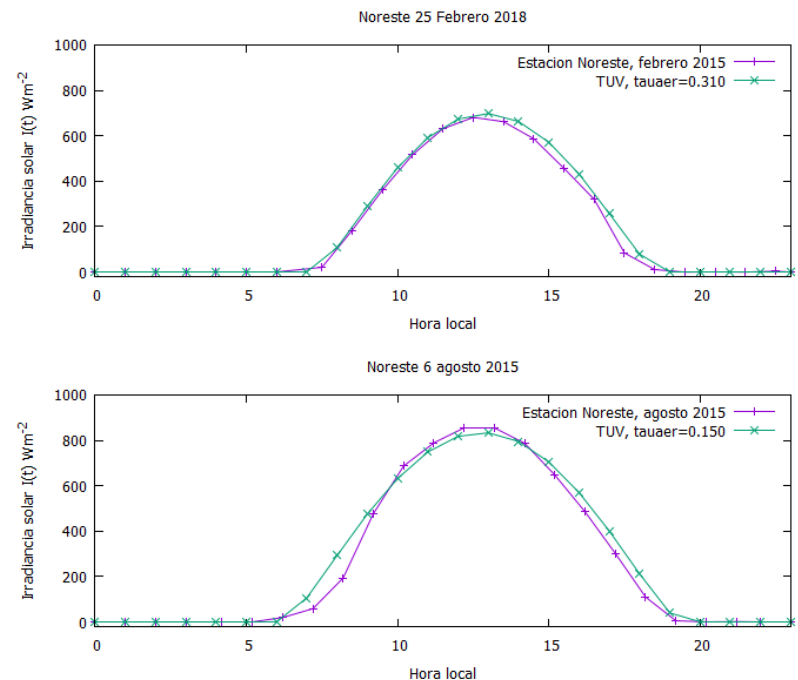 Noreste 25 Febrero 2018
1000
800
600
400
200
0
Irradiancia solar I(t) Wm-2
Estacion Noreste, febrero 2015
TUV, tauaer=0.310
0 5 10 15 20
Hora local
Noreste 6 agosto 2015
1000
800
600
400
200
0
Irradiancia solar I(t) Wm-2
Estacion Noreste, agosto 2015
TUV, tauaer=0.150
0 5 10 15 20
Hora local